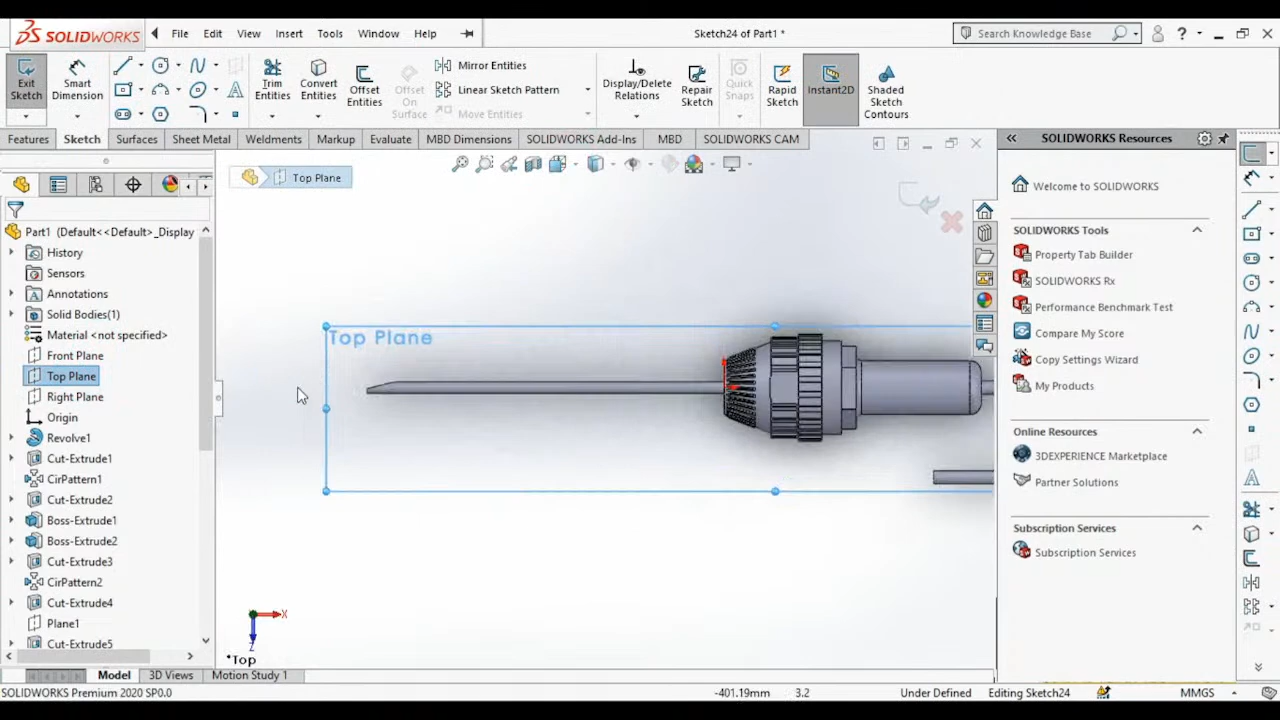 SOLIDWORKS File Edit View Insert Tools Window Help Sketch24 of Part1 * Search Knowledge Base ?
Exit Sketch
Smart Dimension
Trim Entities
Convert Entities
Offset Entities
Offset On Surface
Mirror Entities
Linear Sketch Pattern
Move Entities
Display/Delete Relations
Repair Sketch
Quick Snaps
Rapid Sketch
Instant2D
Shaded Sketch Contours
Features Sketch Surfaces Sheet Metal Weldments Markup Evaluate MBD Dimensions SOLIDWORKS Add-Ins MBD SOLIDWORKS CAM
Top Plane
Part1 (Default<<Default>_Display
History
Sensors
Annotations
Solid Bodies(1)
Material <not specified>
Front Plane
Top Plane
Right Plane
Origin
Revolve1
Cut-Extrude1
CirPattern1
Cut-Extrude2
Boss-Extrude1
Boss-Extrude2
Cut-Extrude3
CirPattern2
Cut-Extrude4
Plane1
Cut-Extrude5
Top Plane
X
Z
*Top
SOLIDWORKS Resources
Welcome to SOLIDWORKS
SOLIDWORKS Tools
Property Tab Builder
SOLIDWORKS Rx
Performance Benchmark Test
Compare My Score
Copy Settings Wizard
My Products
Online Resources
3DEXPERIENCE Marketplace
Partner Solutions
Subscription Services
Subscription Services
Model 3D Views Motion Study 1
SOLIDWORKS Premium 2020 SP0.0 -401.19mm 3.2 Under Defined Editing Sketch24 MMGS